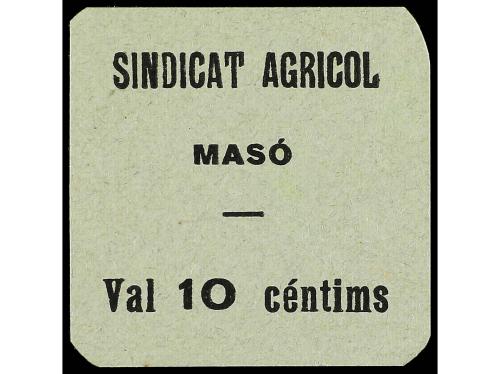 SINDICAT AGRICOL
MASÓ
—
Val 10 céntims